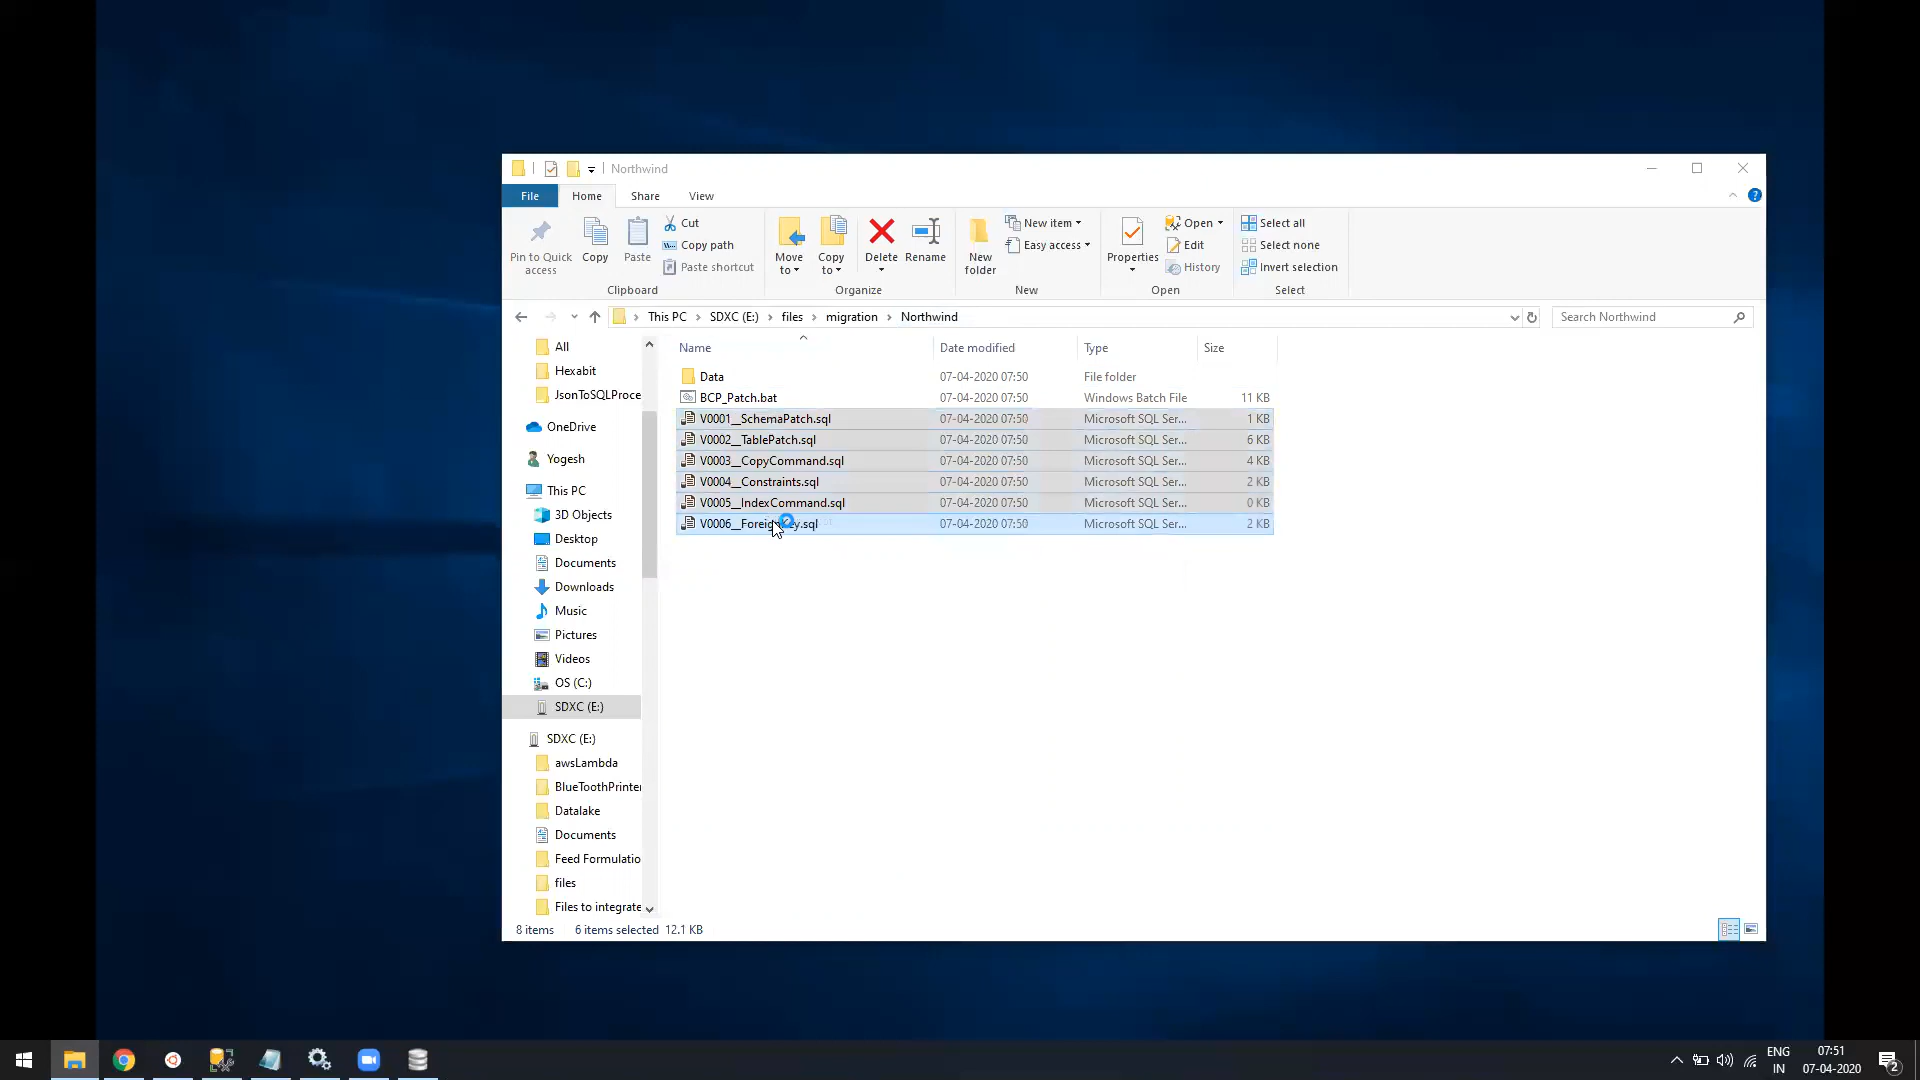 Northwind
File Home Share View
Pin to Quick access
Copy
Paste
Cut
Copy path
Paste shortcut
Clipboard
Move to
Copy to
Delete
Rename
Organize
New folder
New item
Easy access
New
Properties
Open
Edit
History
Open
Select all
Select none
Invert selection
Select
This PC > SDXC (E:) > files > migration > Northwind
Search Northwind
All
Hexabit
JsonToSQLProce
OneDrive
Yogesh
This PC
3D Objects
Desktop
Documents
Downloads
Music
Pictures
Videos
OS (C:)
SDXC (E:)
SDXC (E:)
awsLambda
BlueToothPrinter
Datalake
Documents
Feed Formulatio
files
Files to integrate
Name Date modified Type Size
Data 07-04-2020 07:50 File folder
BCP_Patch.bat 07-04-2020 07:50 Windows Batch File 11 KB
V0001__SchemaPatch.sql 07-04-2020 07:50 Microsoft SQL Ser... 1 KB
V0002__TablePatch.sql 07-04-2020 07:50 Microsoft SQL Ser... 6 KB
V0003__CopyCommand.sql 07-04-2020 07:50 Microsoft SQL Ser... 4 KB
V0004__Constraints.sql 07-04-2020 07:50 Microsoft SQL Ser... 2 KB
V0005__IndexCommand.sql 07-04-2020 07:50 Microsoft SQL Ser... 0 KB
07-04-2020 07:50 Microsoft SQL Ser... 2 KB
8 items 6 items selected 12.1 KB
ENG
IN
07:51
07-04-2020
2